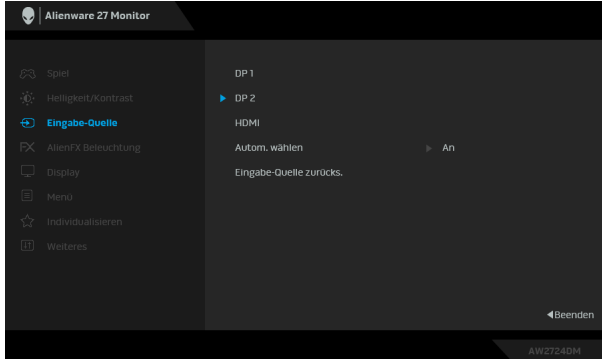 Alienware 27 Monitor
Spiel
Helligkeit/Kontrast
Eingabe-Quelle
AlienFX Beleuchtung
Display
Menü
Individualisieren
Weiteres
DP 1
DP 2
HDMI
Autom. wählen An
Eingabe-Quelle zurücks.
Beenden
AW2724DM